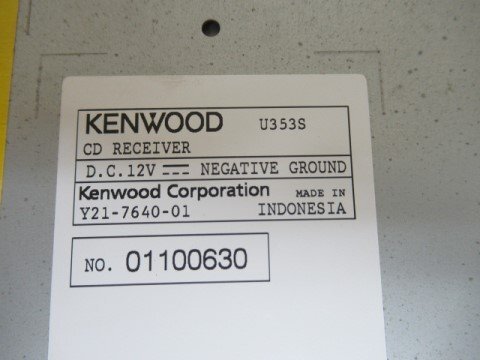 KENWOOD U353S
CD RECEIVER
D.C.12V ⎓ NEGATIVE GROUND
Kenwood Corporation MADE IN
Y21-7640-01 INDONESIA
NO. 01100630